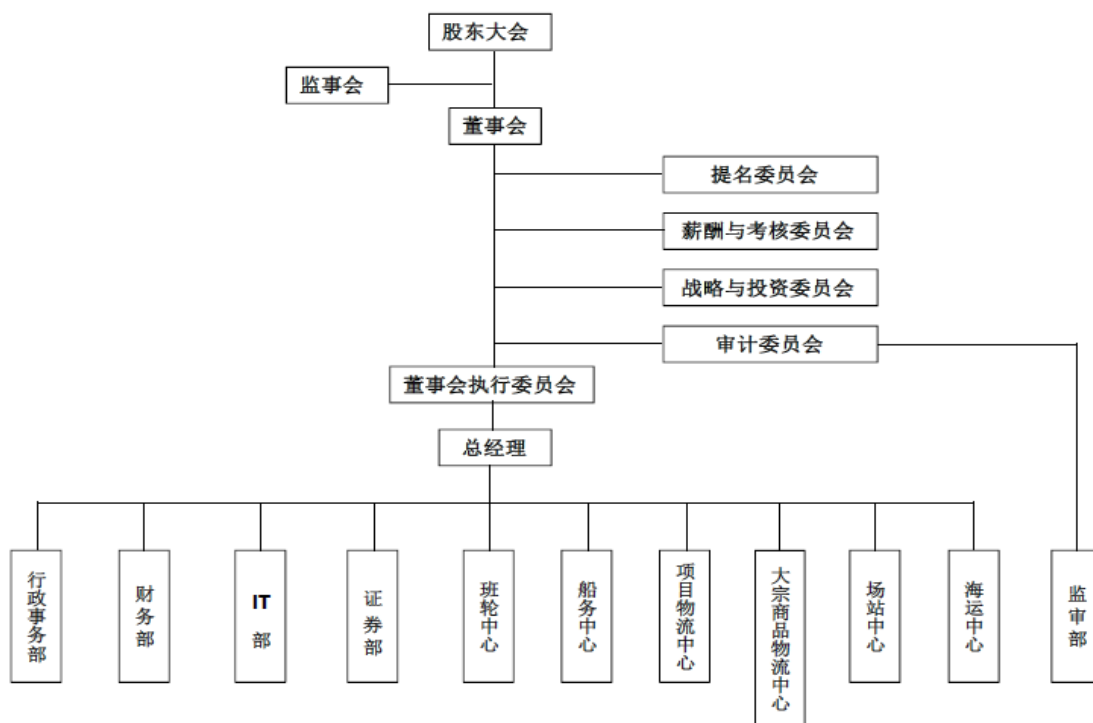 股东大会
监事会
董事会
提名委员会
薪酬与考核委员会
战略与投资委员会
审计委员会
董事会执行委员会
总经理
行政事务部
财务部
IT部
证券部
班轮中心
船务中心
项目物流中心
大宗商品物流中心
场站中心
海运中心
监审部